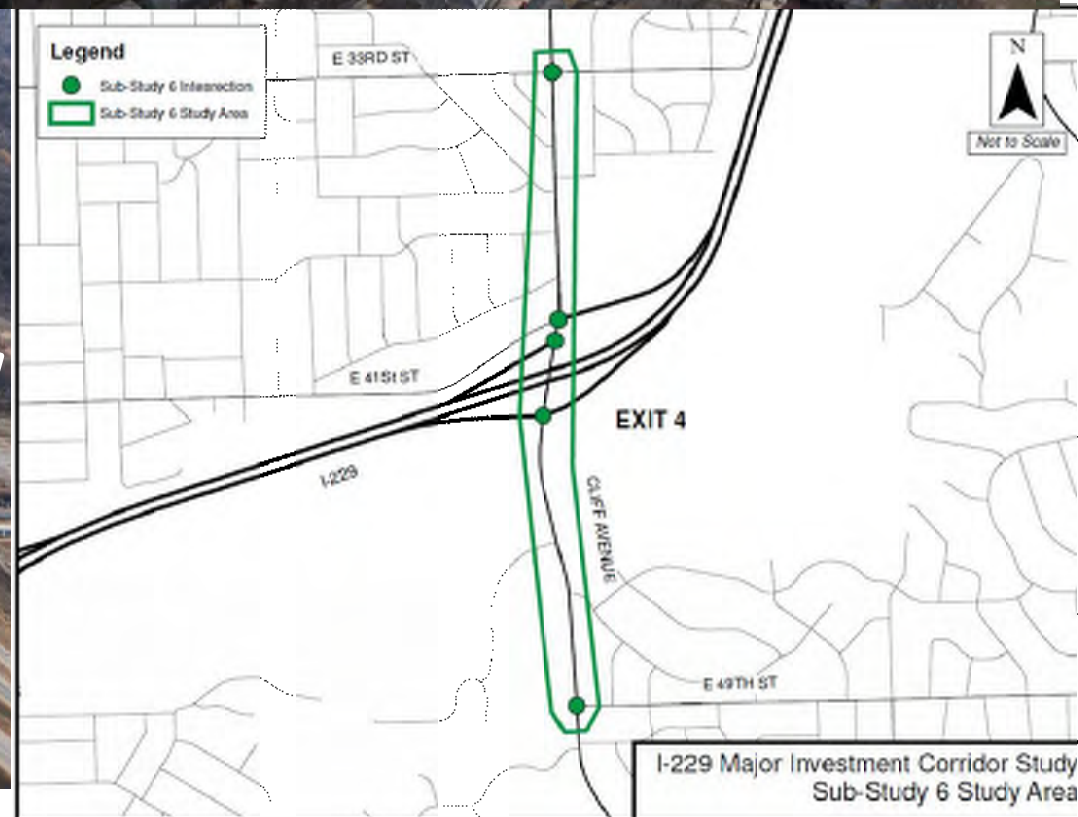 Legend
Sub-Study 6 Intersection
Sub-Study 6 Study Area
E 33RD ST
N
Not to Scale
E 41St ST
EXIT 4
I-229
CLIFF AVENUE
E 49TH ST
I-229 Major Investment Corridor Study
Sub-Study 6 Study Area